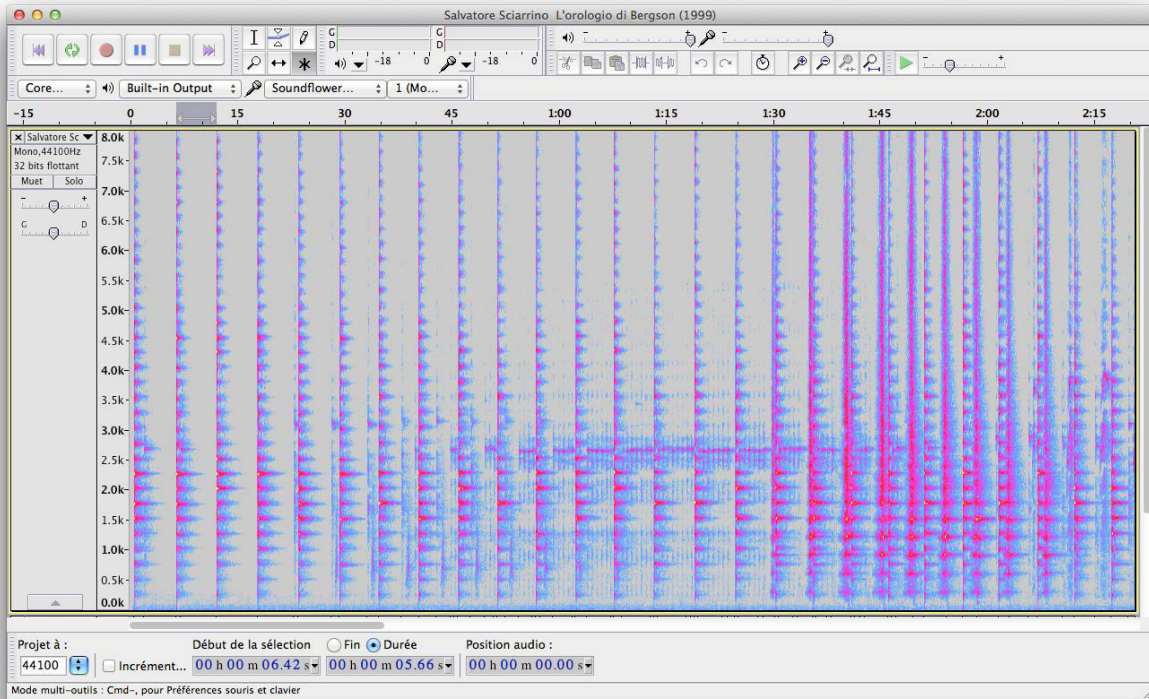 Salvatore Sciarrino L'orologio di Bergson (1999)
G G
D -18 0 D -18 0
- + - +
- +
Core... Built-in Output Soundflower... 1 (Mo...
-15 0 15 30 45 1:00 1:15 1:30 1:45 2:00 2:15
× Salvatore Sc 8.0k
Mono,44100Hz
32 bits flottant 7.5k
Muet Solo
7.0k
- +
6.5k
G D
6.0k
5.5k
5.0k
4.5k
4.0k
3.5k
3.0k
2.5k
2.0k
1.5k
1.0k
0.5k
0.0k
Projet à : Début de la sélection Fin Durée Position audio :
44100 Incrément... 00 h 00 m 06.42 s 00 h 00 m 05.66 s 00 h 00 m 00.00 s
Mode multi-outils : Cmd-, pour Préférences souris et clavier